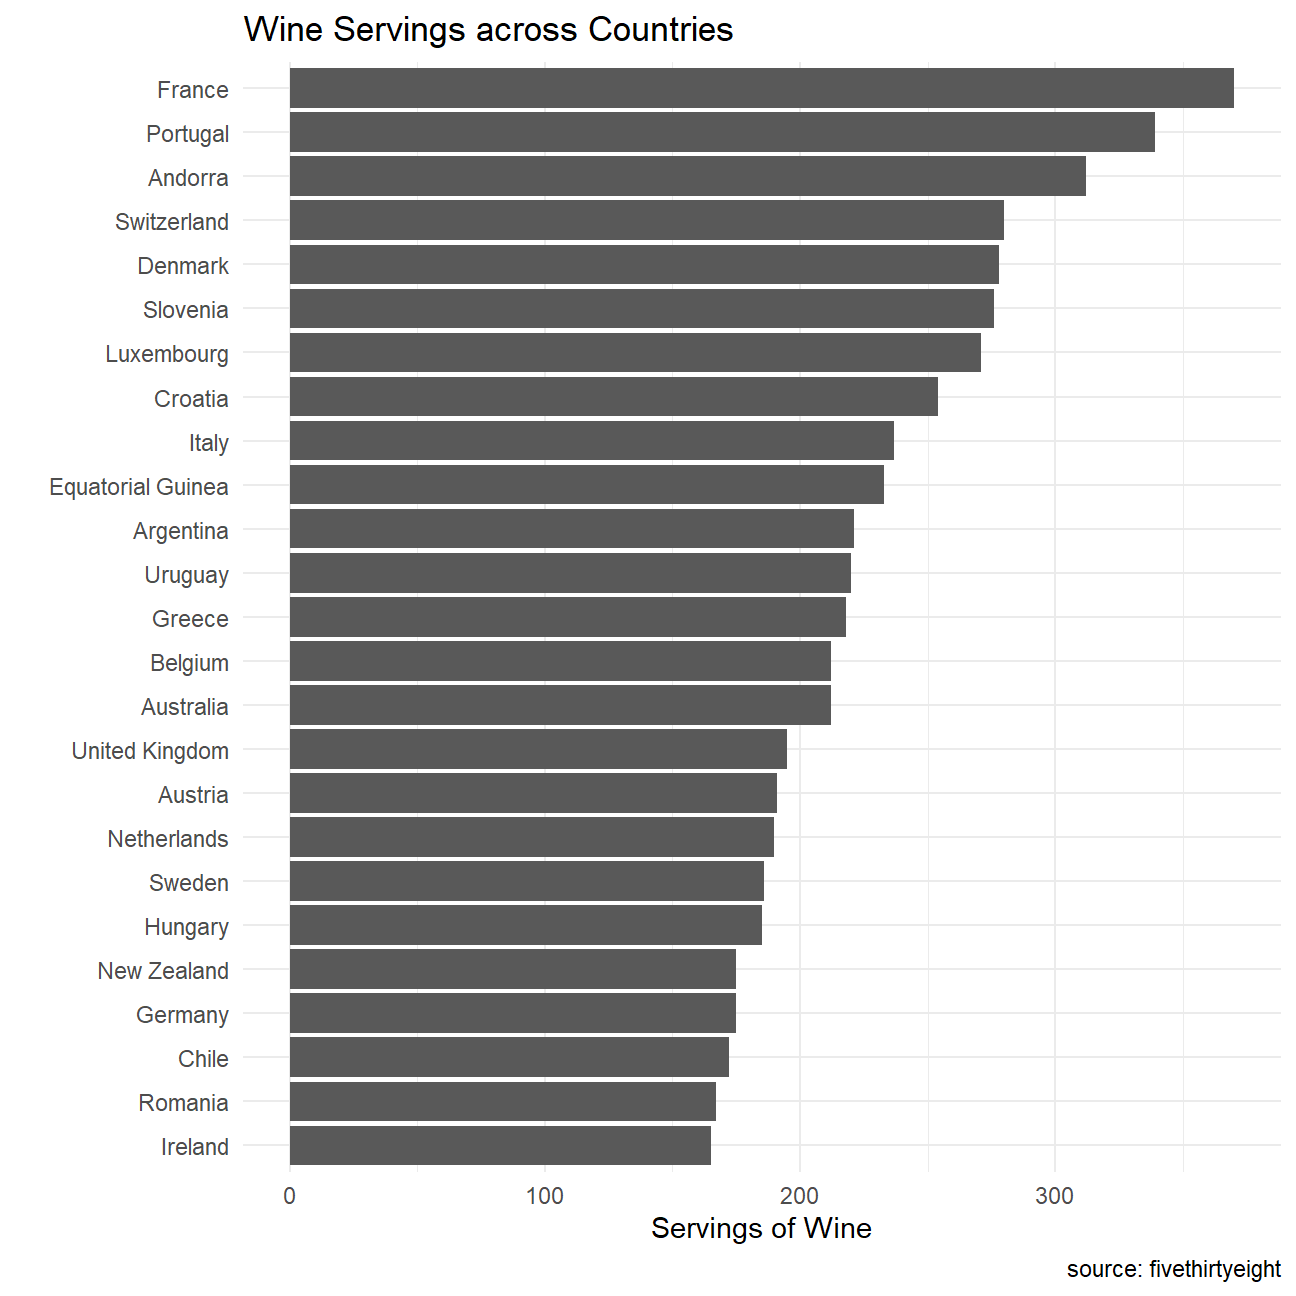 Wine Servings across Countries
France
Portugal
Andorra
Switzerland
Denmark
Slovenia
Luxembourg
Croatia
Italy
Equatorial Guinea
Argentina
Uruguay
Greece
Belgium
Australia
United Kingdom
Austria
Netherlands
Sweden
Hungary
New Zealand
Germany
Chile
Romania
Ireland
0 100 200 300
Servings of Wine
source: fivethirtyeight